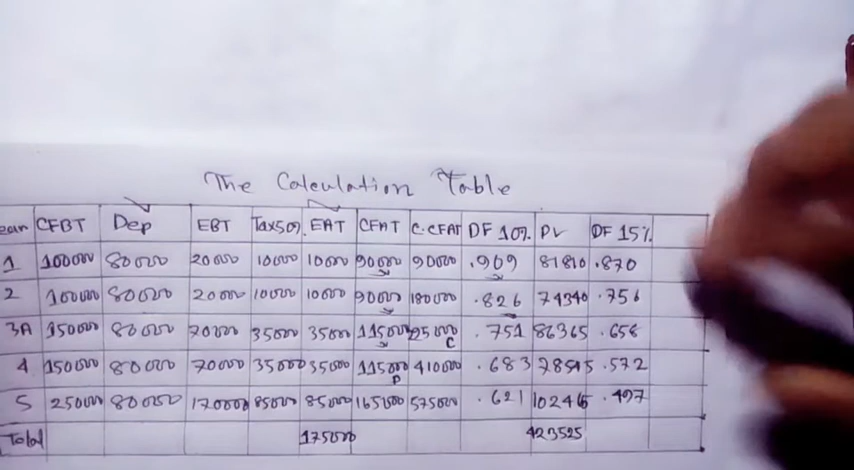 The Calculation Table
ear CFBT Dep EBT Tax50% EAT CFAT C.CFAT DF 10% PV DF 15%
1 100000 80000 20000 10000 10000 90000 90000 .909 81810 .870
2 100000 80000 20000 10000 10000 90000 180000 .826 74340 .756
3A 150000 80000 70000 35000 35000 115000 C .751 86365 .658
4 150000 80000 70000 35000 35000 115000 P 410000 .683 78545 .572
5 250000 80000 170000 85000 85000 165000 575000 .621 102465 .497
Total 175000 423525